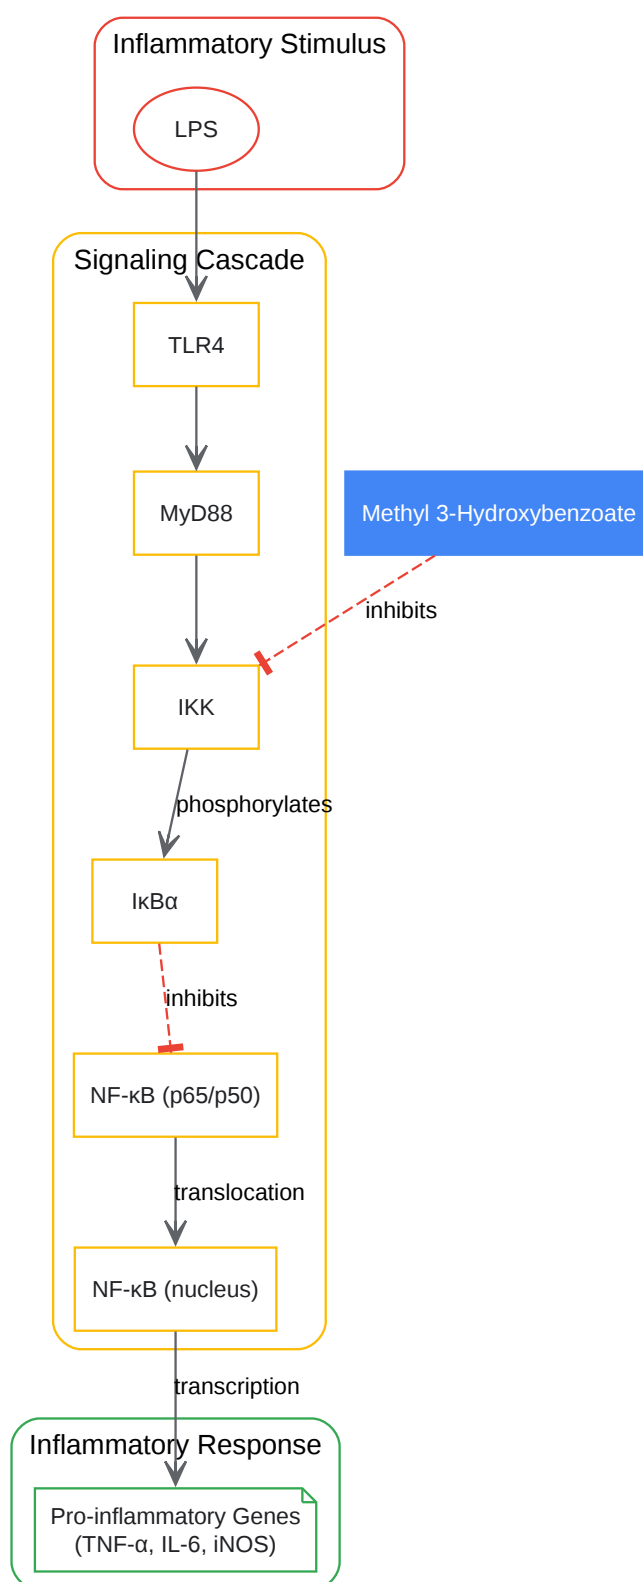 Inflammatory Stimulus
LPS
Signaling Cascade
TLR4
MyD88
Methyl 3-Hydroxybenzoate
inhibits
IKK
phosphorylates
IκBα
inhibits
NF-κB (p65/p50)
translocation
NF-κB (nucleus)
transcription
Inflammatory Response
Pro-inflammatory Genes
(TNF-α, IL-6, iNOS)